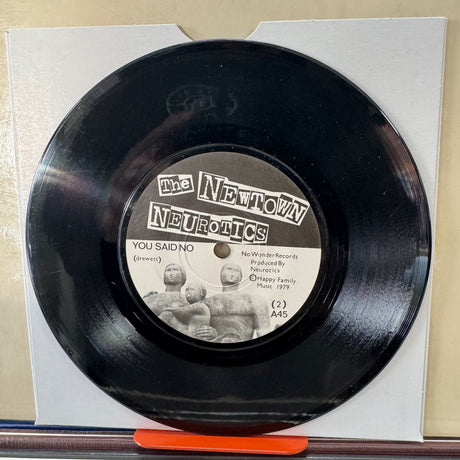 The NEWTOWN
NEUROTICS
YOU SAID NO
(drewett)
No Wonder Records
Produced By
Neurotics
© Happy Family
Music 1979
(2)
A45